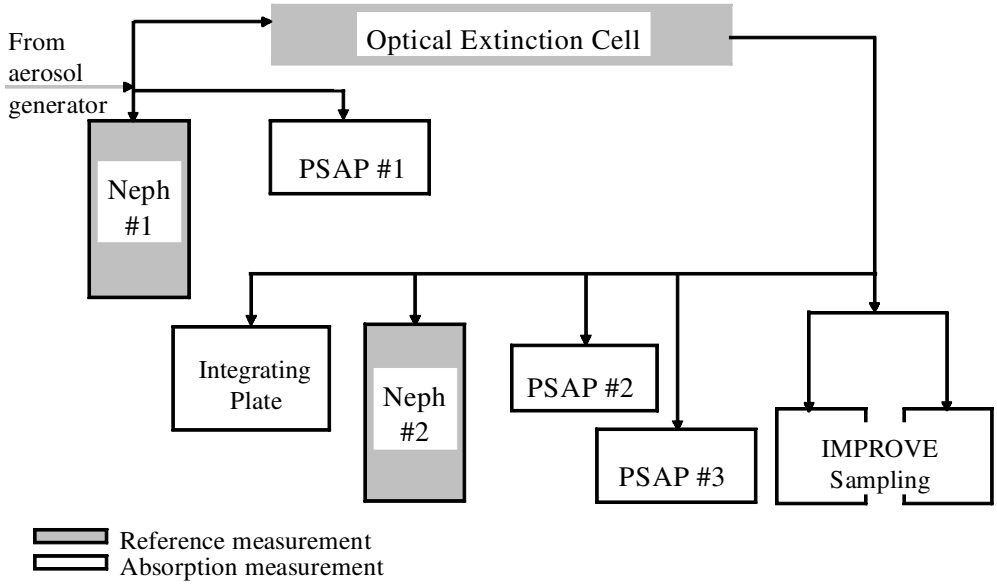 From
aerosol
generator
Optical Extinction Cell
Neph
#1
PSAP #1
Integrating
Plate
Neph
#2
PSAP #2
PSAP #3
IMPROVE
Sampling
Reference measurement
Absorption measurement